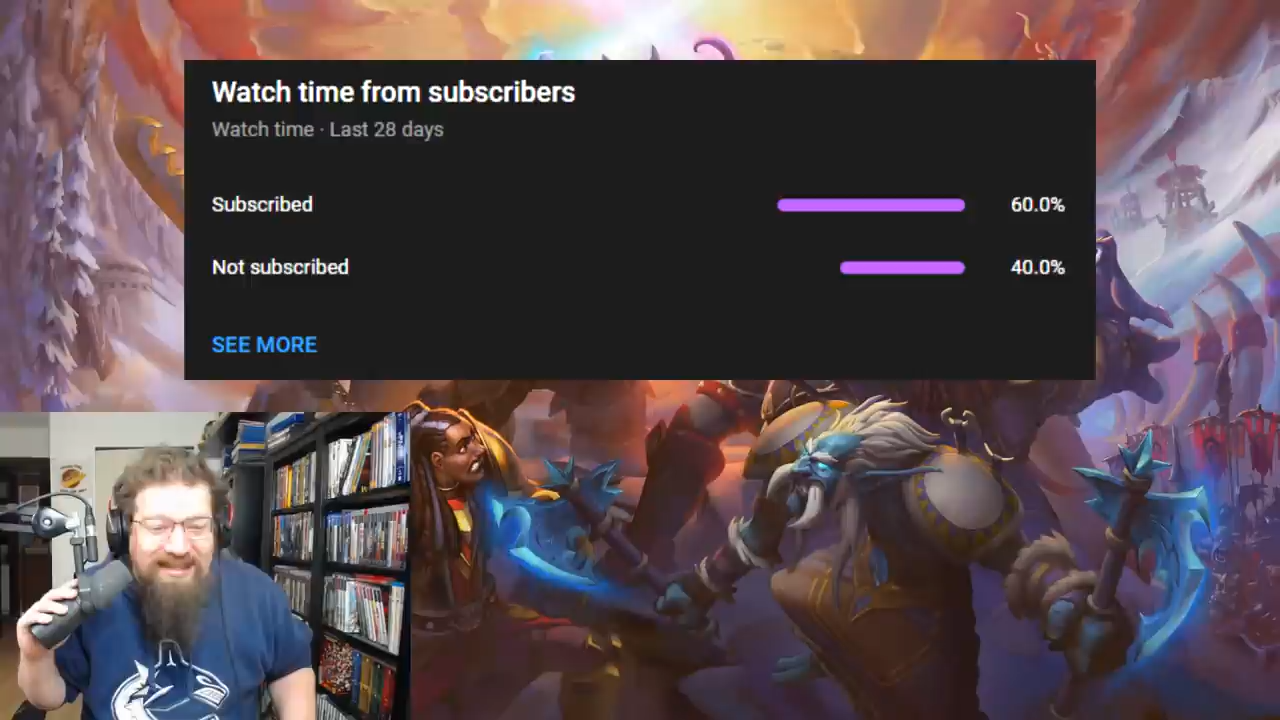 Watch time from subscribers
Watch time · Last 28 days
Subscribed 60.0%
Not subscribed 40.0%
SEE MORE